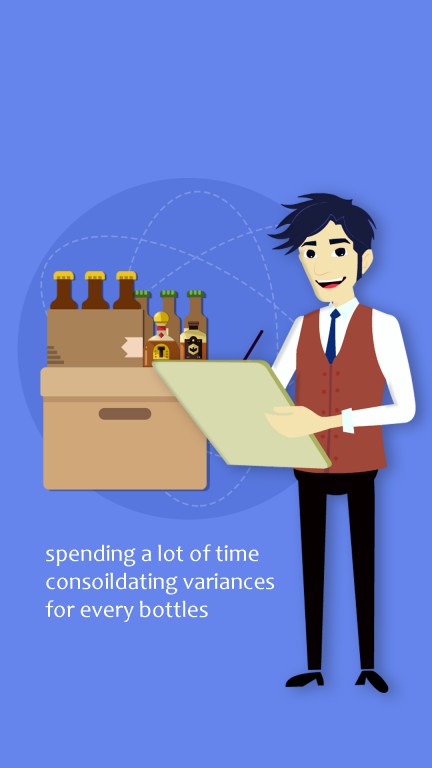 spending a lot of time
consoildating variances
for every bottles